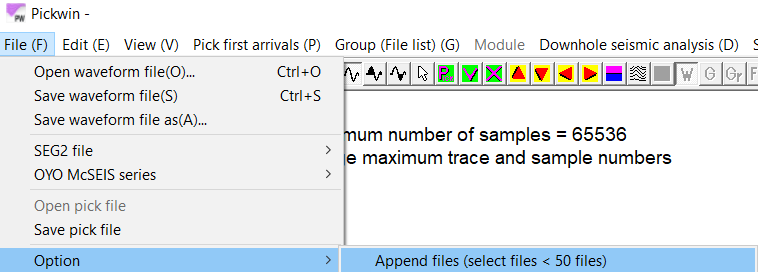 Pickwin -
File (F) Edit (E) View (V) Pick first arrivals (P) Group (File list) (G) Module Downhole seismic analysis (D) S
Open waveform file(O)... Ctrl+O
Save waveform file(S) Ctrl+S
Save waveform file as(A)...
SEG2 file
OYO McSEIS series
Open pick file
Save pick file
Option
Append files (select files < 50 files)
W G Gr F
mum number of samples = 65536
e maximum trace and sample numbers